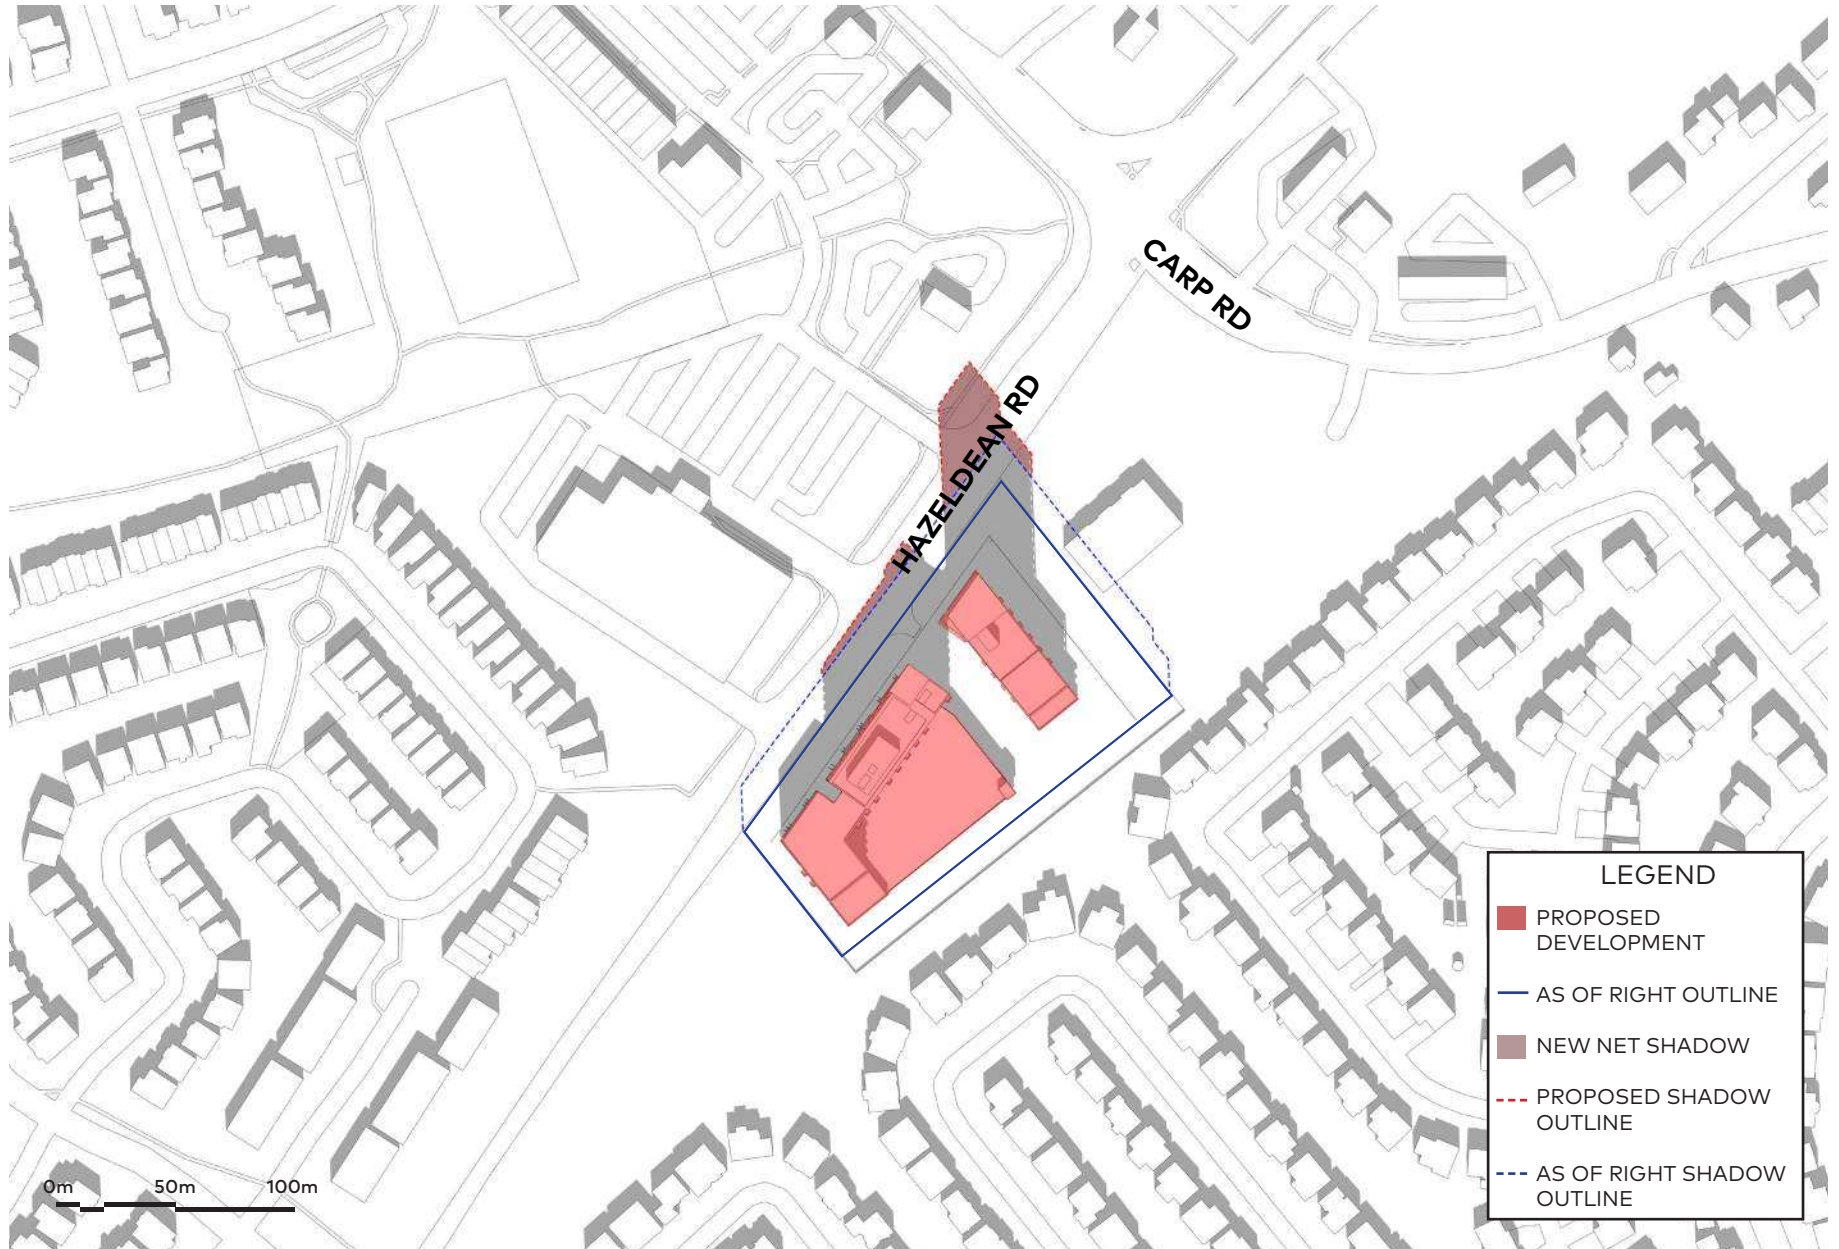 CARP RD
HAZELDEAN RD
LEGEND
PROPOSED
DEVELOPMENT
AS OF RIGHT OUTLINE
NEW NET SHADOW
PROPOSED SHADOW
OUTLINE
AS OF RIGHT SHADOW
OUTLINE
0m 50m 100m